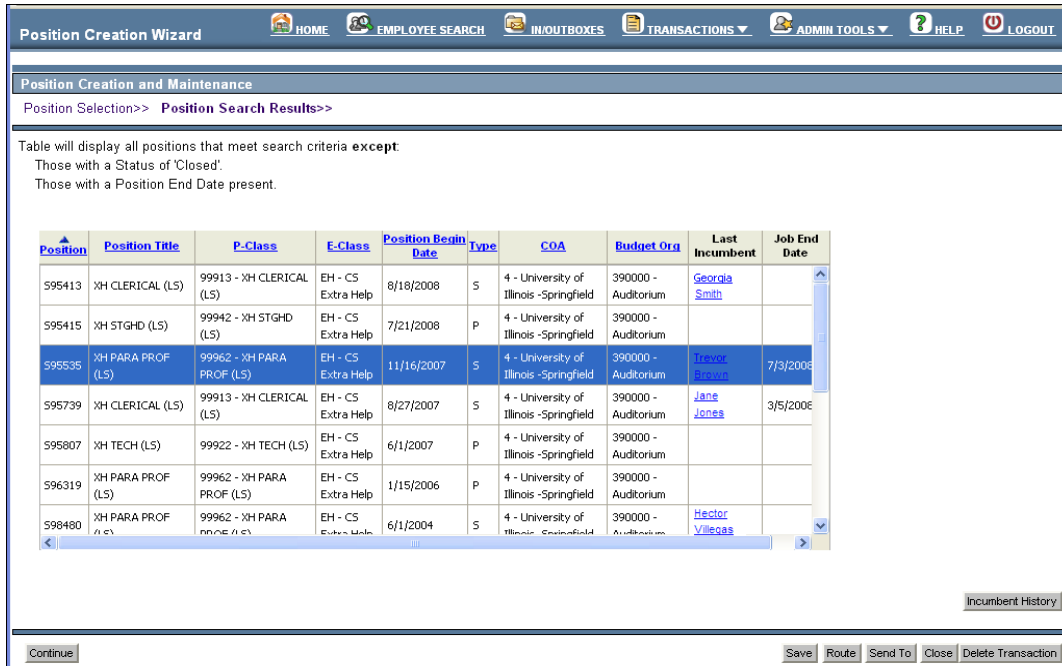 Position Creation Wizard HOME EMPLOYEE SEARCH IN/OUTBOXES TRANSACTIONS ADMIN TOOLS HELP LOGOUT
Position Creation and Maintenance
Position Selection>> Position Search Results>>
Table will display all positions that meet search criteria except:
Those with a Status of 'Closed'.
Those with a Position End Date present.
Position Position Title P-Class E-Class Position Begin Date Type COA Budget Org Last Incumbent Job End Date
S95413 XH CLERICAL (LS) 99913 - XH CLERICAL (LS) EH - CS Extra Help 8/18/2008 S 4 - University of Illinois -Springfield 390000 - Auditorium Georgia Smith
S95415 XH STGHD (LS) 99942 - XH STGHD (LS) EH - CS Extra Help 7/21/2008 P 4 - University of Illinois -Springfield 390000 - Auditorium
S95535 XH PARA PROF (LS) 99962 - XH PARA PROF (LS) EH - CS Extra Help 11/16/2007 S 4 - University of Illinois -Springfield 390000 - Auditorium Trevor Brown 7/3/2008
S95739 XH CLERICAL (LS) 99913 - XH CLERICAL (LS) EH - CS Extra Help 8/27/2007 S 4 - University of Illinois -Springfield 390000 - Auditorium Jane Jones 3/5/2008
S95807 XH TECH (LS) 99922 - XH TECH (LS) EH - CS Extra Help 6/1/2007 P 4 - University of Illinois -Springfield 390000 - Auditorium
S96319 XH PARA PROF (LS) 99962 - XH PARA PROF (LS) EH - CS Extra Help 1/15/2006 P 4 - University of Illinois -Springfield 390000 - Auditorium
S98480 XH PARA PROF (LS) 99962 - XH PARA PROF (LS) EH - CS Extra Help 6/1/2004 S 4 - University of Illinois -Springfield 390000 - Auditorium Hector Villegas
Incumbent History
Continue Save Route Send To Close Delete Transaction